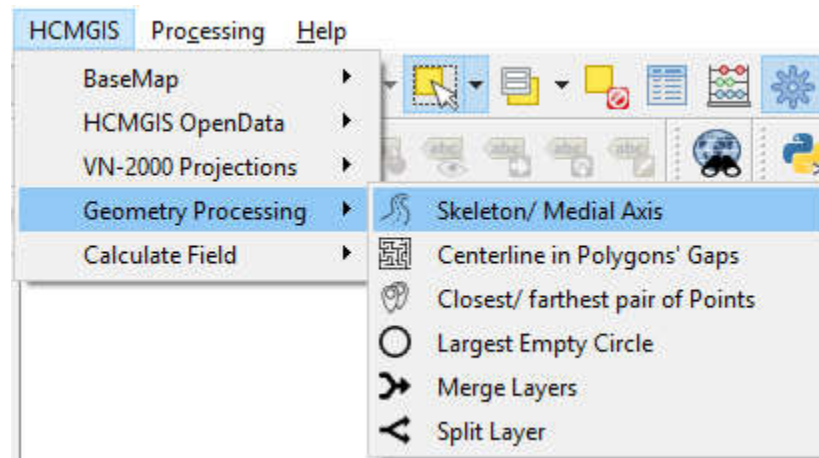 HCMGIS Processing Help
BaseMap
HCMGIS OpenData
VN-2000 Projections
Geometry Processing
Calculate Field
Skeleton/ Medial Axis
Centerline in Polygons' Gaps
Closest/ farthest pair of Points
Largest Empty Circle
Merge Layers
Split Layer